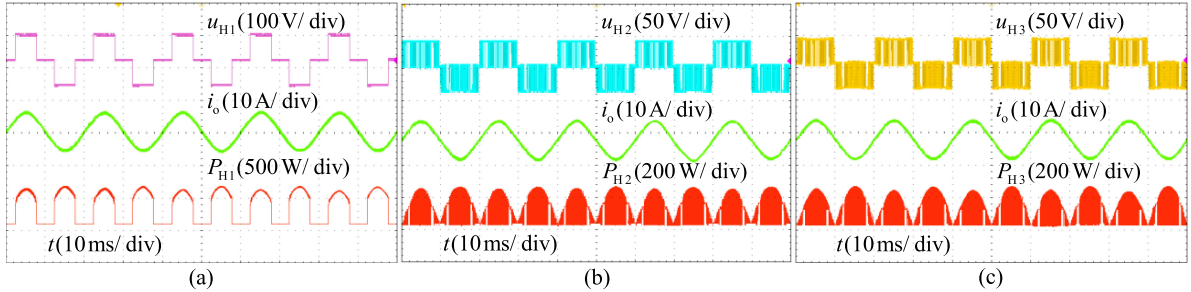 u_H1 (100 V/ div)
i_o (10 A/ div)
P_H1 (500 W/ div)
t(10 ms/ div)
(a)
u_H2 (50 V/ div)
i_o (10A/ div)
P_H2 (200 W/ div)
t(10 ms/ div)
(b)
u_H3 (50 V/ div)
i_o (10 A/ div)
P_H3 (200 W/ div)
t(10 ms/ div)
(c)